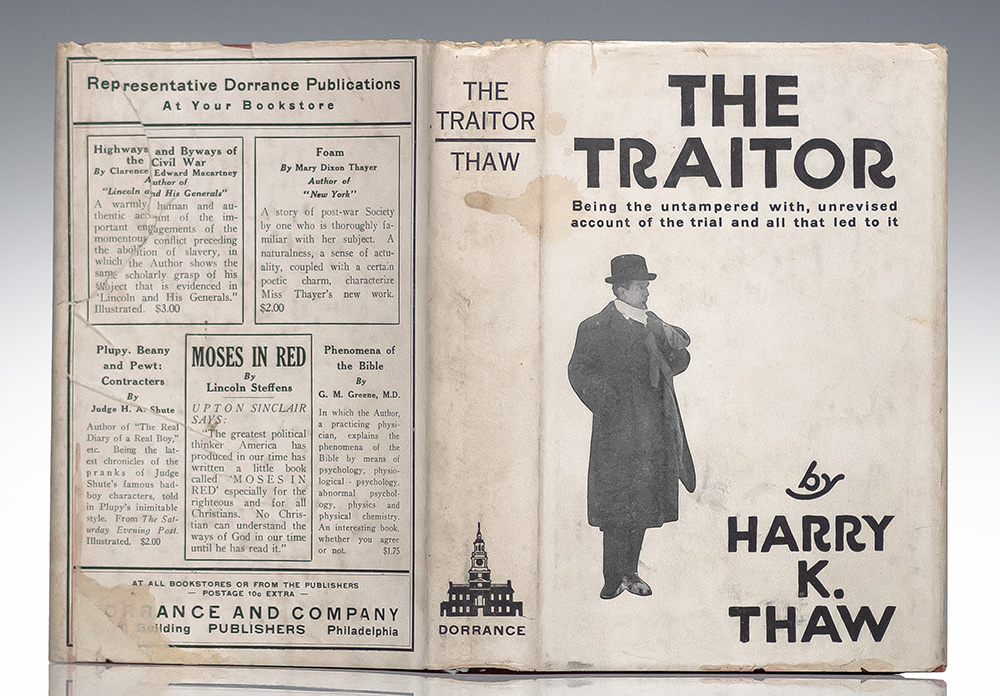 Representative Dorrance Publications
At Your Bookstore
Highways and Byways of
the Civil War
By Clarence Edward Macartney
Author of
"Lincoln and His Generals"
A warmly human and au-
thentic account of the im-
portant engagements of the
momentous conflict preceding
the abolition of slavery, in
which the Author shows the
same scholarly grasp of his
subject that is evidenced in
"Lincoln and His Generals."
Illustrated. $3.00
Foam
By Mary Dixon Thayer
Author of
"New York"
A story of post-war Society
by one who is thoroughly fa-
miliar with her subject. A
naturalness, a sense of actu-
ality, coupled with a certain
poetic charm, characterize
Miss Thayer's new work.
$2.00
Plupy, Beany
and Pewt:
Contracters
By
Judge H. A. Shute
Author of "The Real
Diary of a Real Boy,"
etc. Being the lat-
est chronicles of the
pranks of Judge
Shute's famous bad-
boy characters, told
in Plupy's inimitable
style. From The Sat-
urday Evening Post.
Illustrated. $2.00
MOSES IN RED
By
Lincoln Steffens
UPTON SINCLAIR
SAYS:
"The greatest political
thinker America has
produced in our time has
written a little book
called 'MOSES IN
RED' especially for the
righteous and for all
Christians. No Chris-
tian can understand the
ways of God in our time
until he has read it."
Phenomena of
the Bible
By
G. M. Greene, M.D.
In which the Author,
a practicing physi-
cian, explains the
phenomena of the
Bible by means of
psychology, physio-
logical-psychology,
abnormal psychol-
ogy, physics and
physical chemistry.
An interesting book,
whether you agree
or not. $1.75
AT ALL BOOKSTORES OR FROM THE PUBLISHERS
— POSTAGE 10c EXTRA —
ORRANCE AND COMPANY
Building PUBLISHERS Philadelphia
THE
TRAITOR
THAW
DORRANCE
THE
TRAITOR
Being the untampered with, unrevised
account of the trial and all that led to it
by
HARRY
K.
THAW